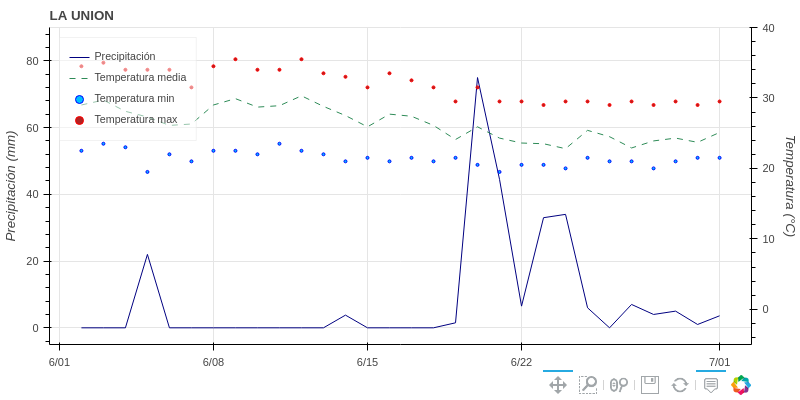 LA UNION
Precipitación
Temperatura media
Temperatura min
Temperatura max
Precipitación (mm)
80
60
40
20
0
40
30
20
10
0
Temperatura (°C)
6/01
6/08
6/15
6/22
7/01